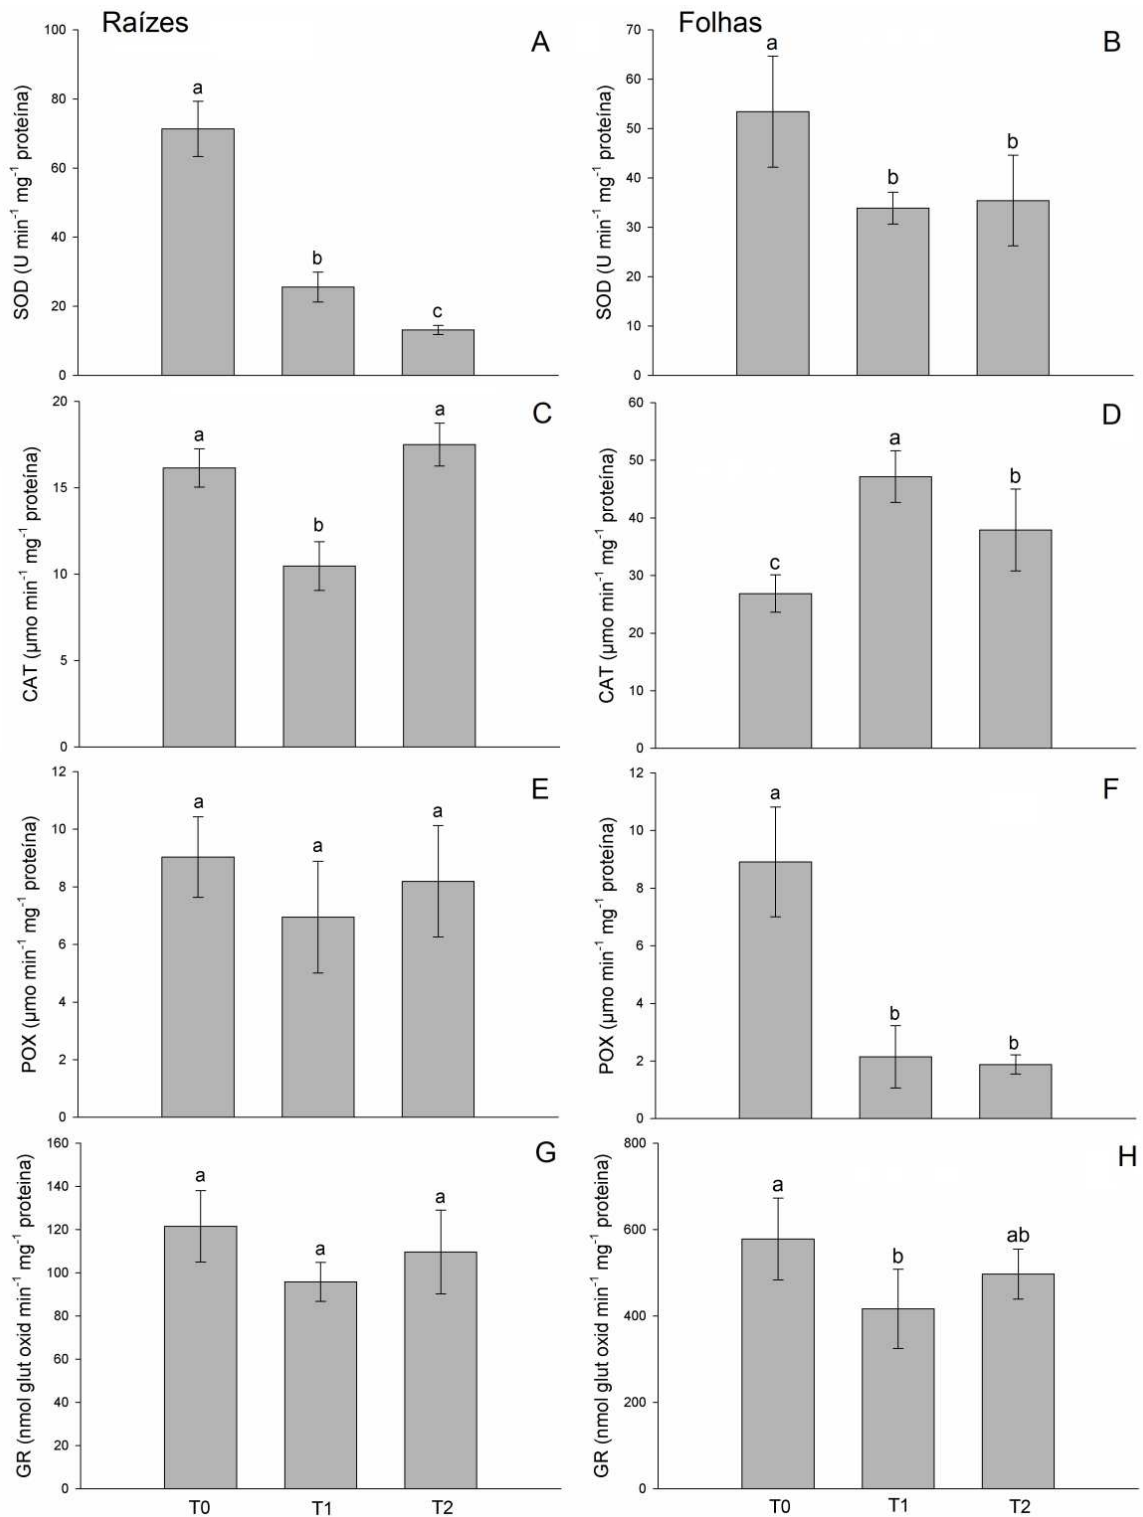 Raízes
Folhas
A
SOD (U min⁻¹ mg⁻¹ proteína)
100
80
60
40
20
0
a
b
c
B
SOD (U min⁻¹ mg⁻¹ proteína)
70
60
50
40
30
20
10
0
a
b
b
C
CAT (µmo min⁻¹ mg⁻¹ proteína)
20
15
10
5
0
a
b
a
D
CAT (µmo min⁻¹ mg⁻¹ proteína)
60
50
40
30
20
10
0
c
a
b
E
POX (µmo min⁻¹ mg⁻¹ proteína)
12
10
8
6
4
2
0
a
a
a
F
POX (µmo min⁻¹ mg⁻¹ proteína)
12
10
8
6
4
2
0
a
b
b
G
GR (nmol glut oxid min⁻¹ mg⁻¹ proteína)
160
140
120
100
80
60
40
20
0
a
a
a
T0 T1 T2
H
GR (nmol glut oxid min⁻¹ mg⁻¹ proteína)
800
600
400
200
0
a
b
ab
T0 T1 T2